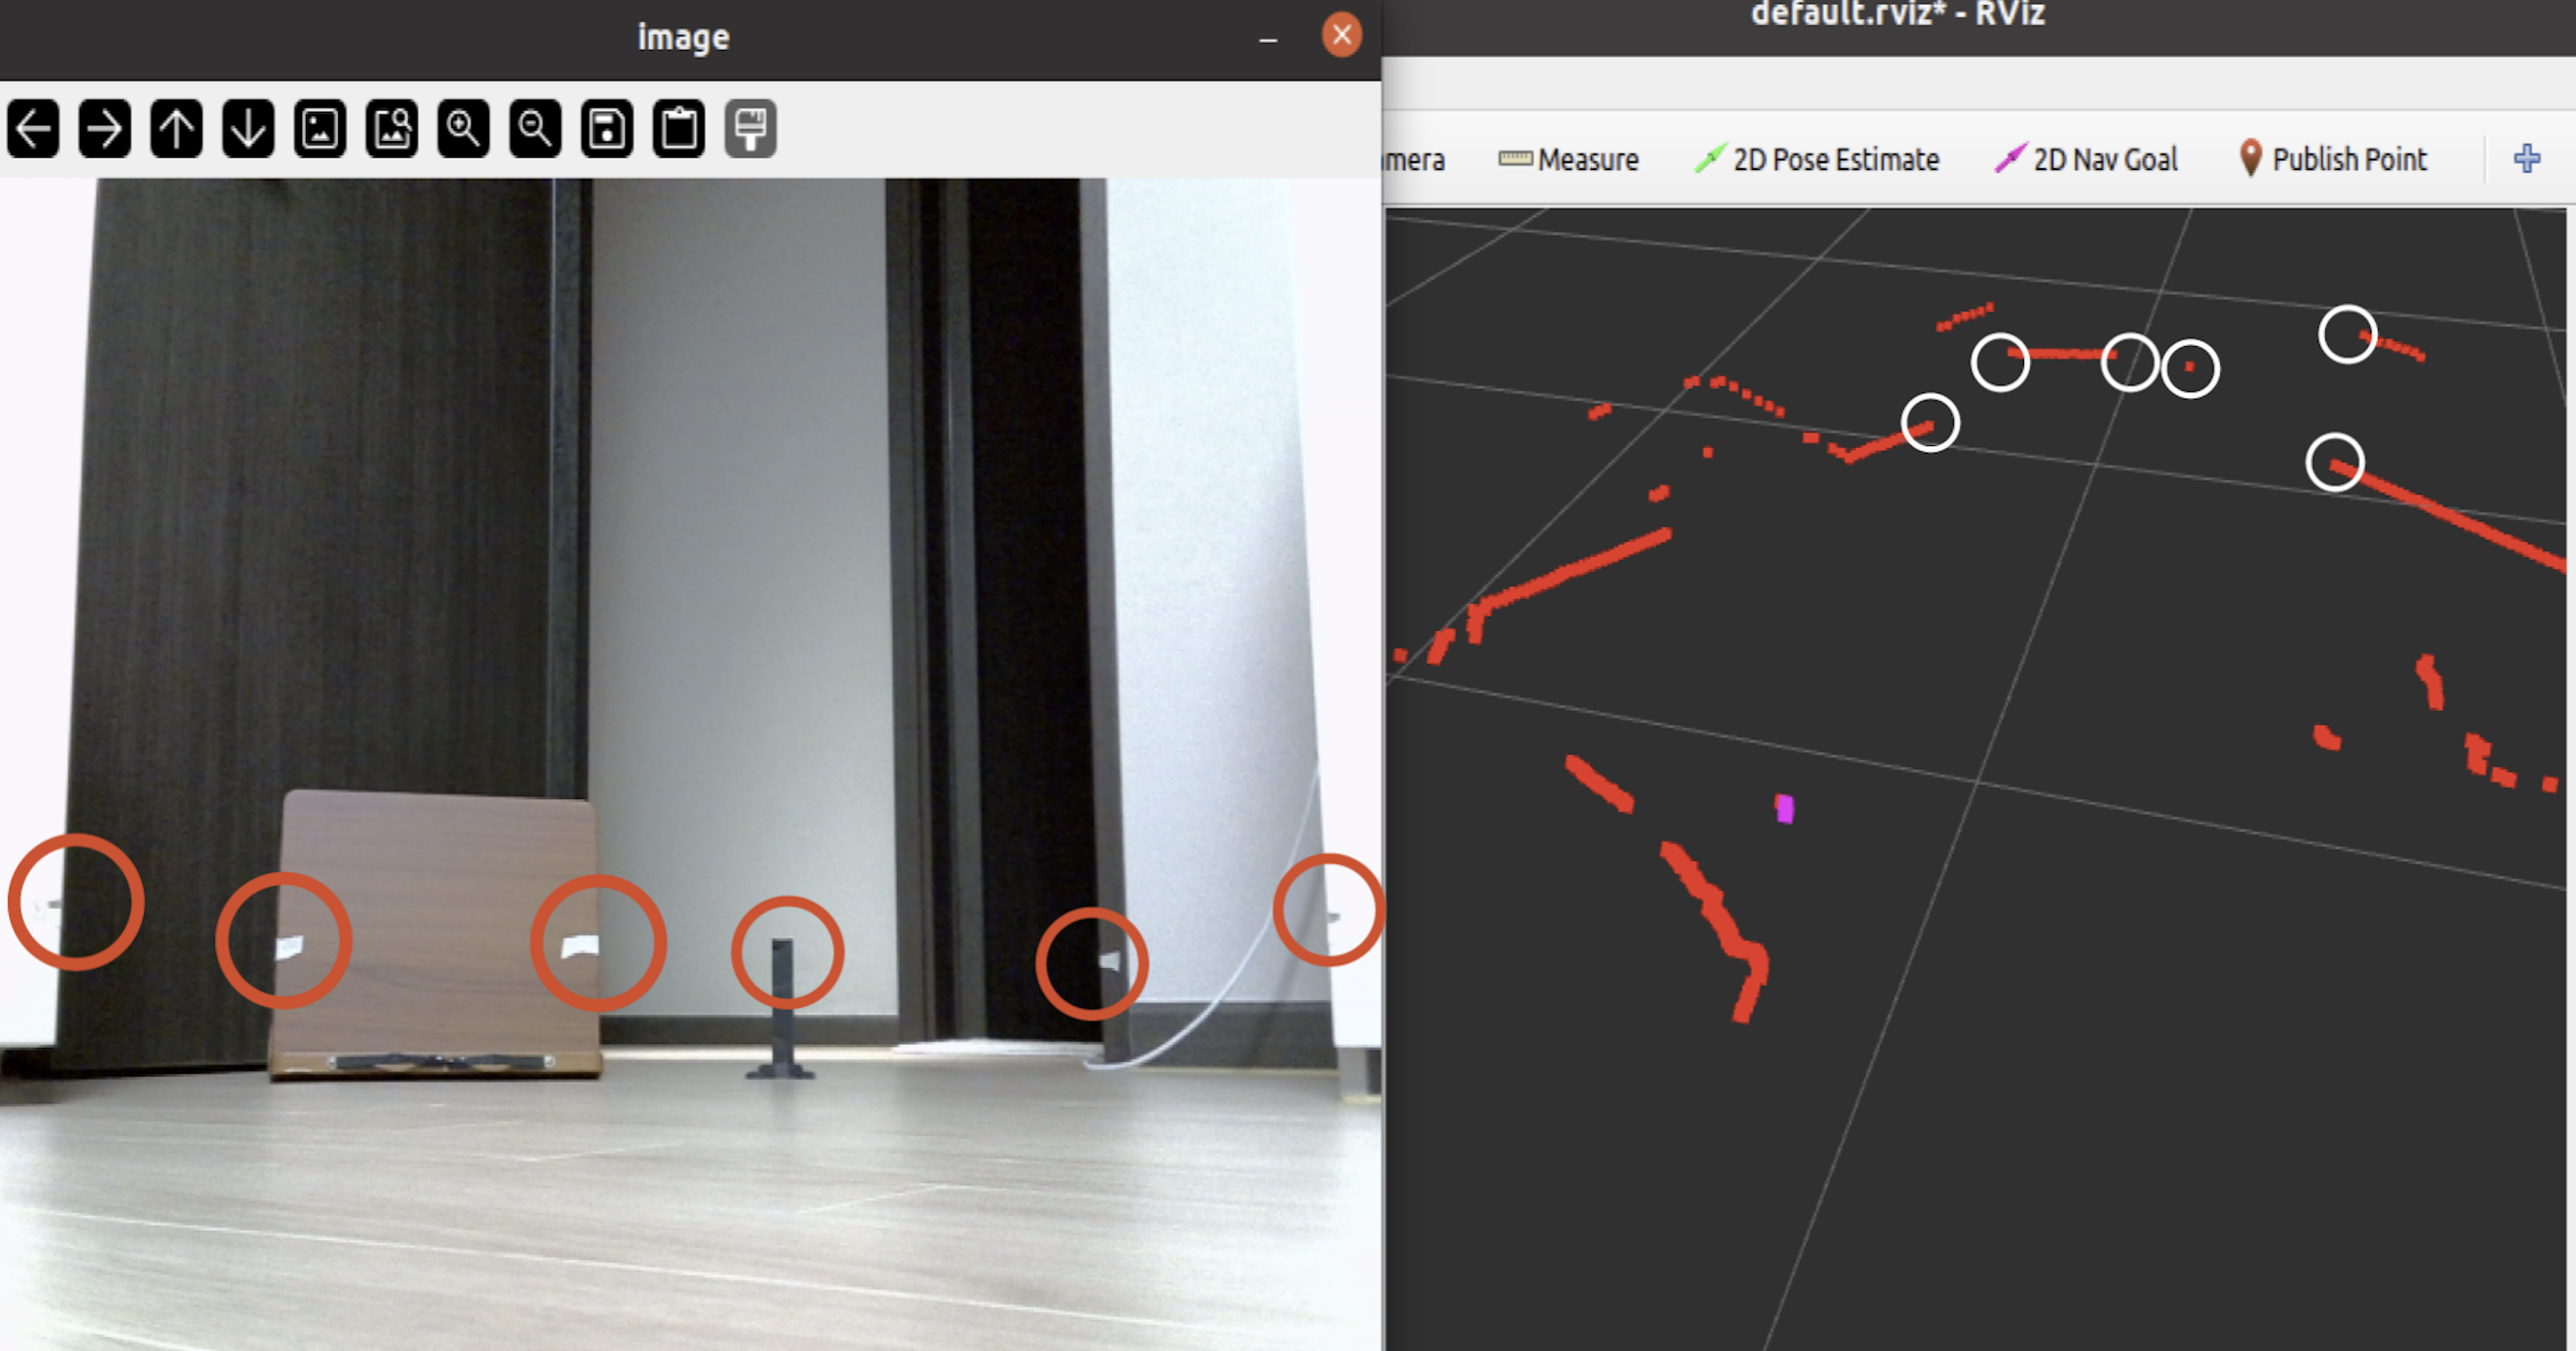 image
default.rviz* - RViz
mera
Measure
2D Pose Estimate
2D Nav Goal
Publish Point